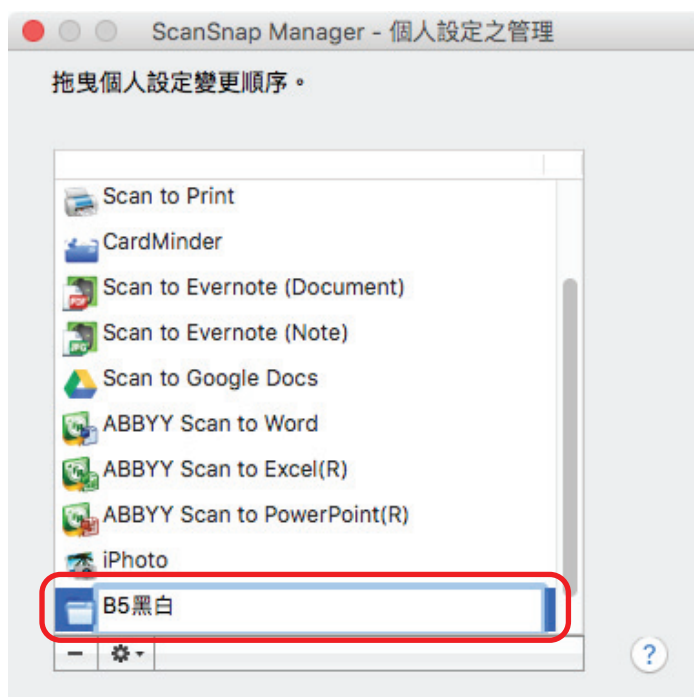 ScanSnap Manager - 個人設定之管理
拖曳個人設定變更順序。
Scan to Print
CardMinder
Scan to Evernote (Document)
Scan to Evernote (Note)
Scan to Google Docs
ABBYY Scan to Word
ABBYY Scan to Excel(R)
ABBYY Scan to PowerPoint(R)
iPhoto
B5黑白
?